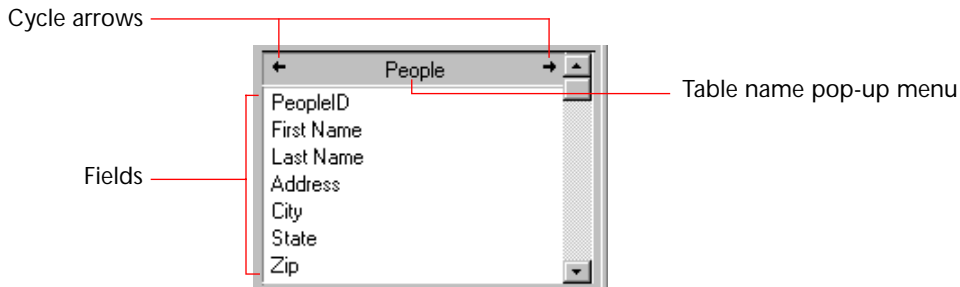 Cycle arrows
People
Table name pop-up menu
PeopleID
First Name
Last Name
Address
Fields
City
State
Zip